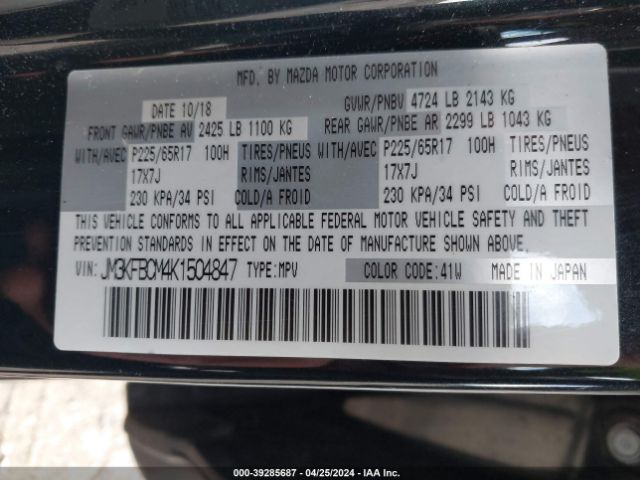 MFD. BY MAZDA MOTOR CORPORATION
DATE 10/18 GVWR/PNBV 4724 LB 2143 KG
FRONT GAWR/PNBE AV 2425 LB 1100 KG REAR GAWR/PNBE AR 2299 LB 1043 KG
WITH/AVEC P225/65R17 100H TIRES/PNEUS WITH/AVEC P225/65R17 100H TIRES/PNEUS
17X7J RIMS/JANTES 17X7J RIMS/JANTES
230 KPA/34 PSI COLD/A FROID 230 KPA/34 PSI COLD/A FROID
THIS VEHICLE CONFORMS TO ALL APPLICABLE FEDERAL MOTOR VEHICLE SAFETY AND THEFT
PREVENTION STANDARDS IN EFFECT ON THE DATE OF MANUFACTURE SHOWN ABOVE.
VIN: JM3KFBCM4K1504847 TYPE: MPV COLOR CODE: 41W MADE IN JAPAN
000-39285687 - 04/25/2024 - IAA Inc.